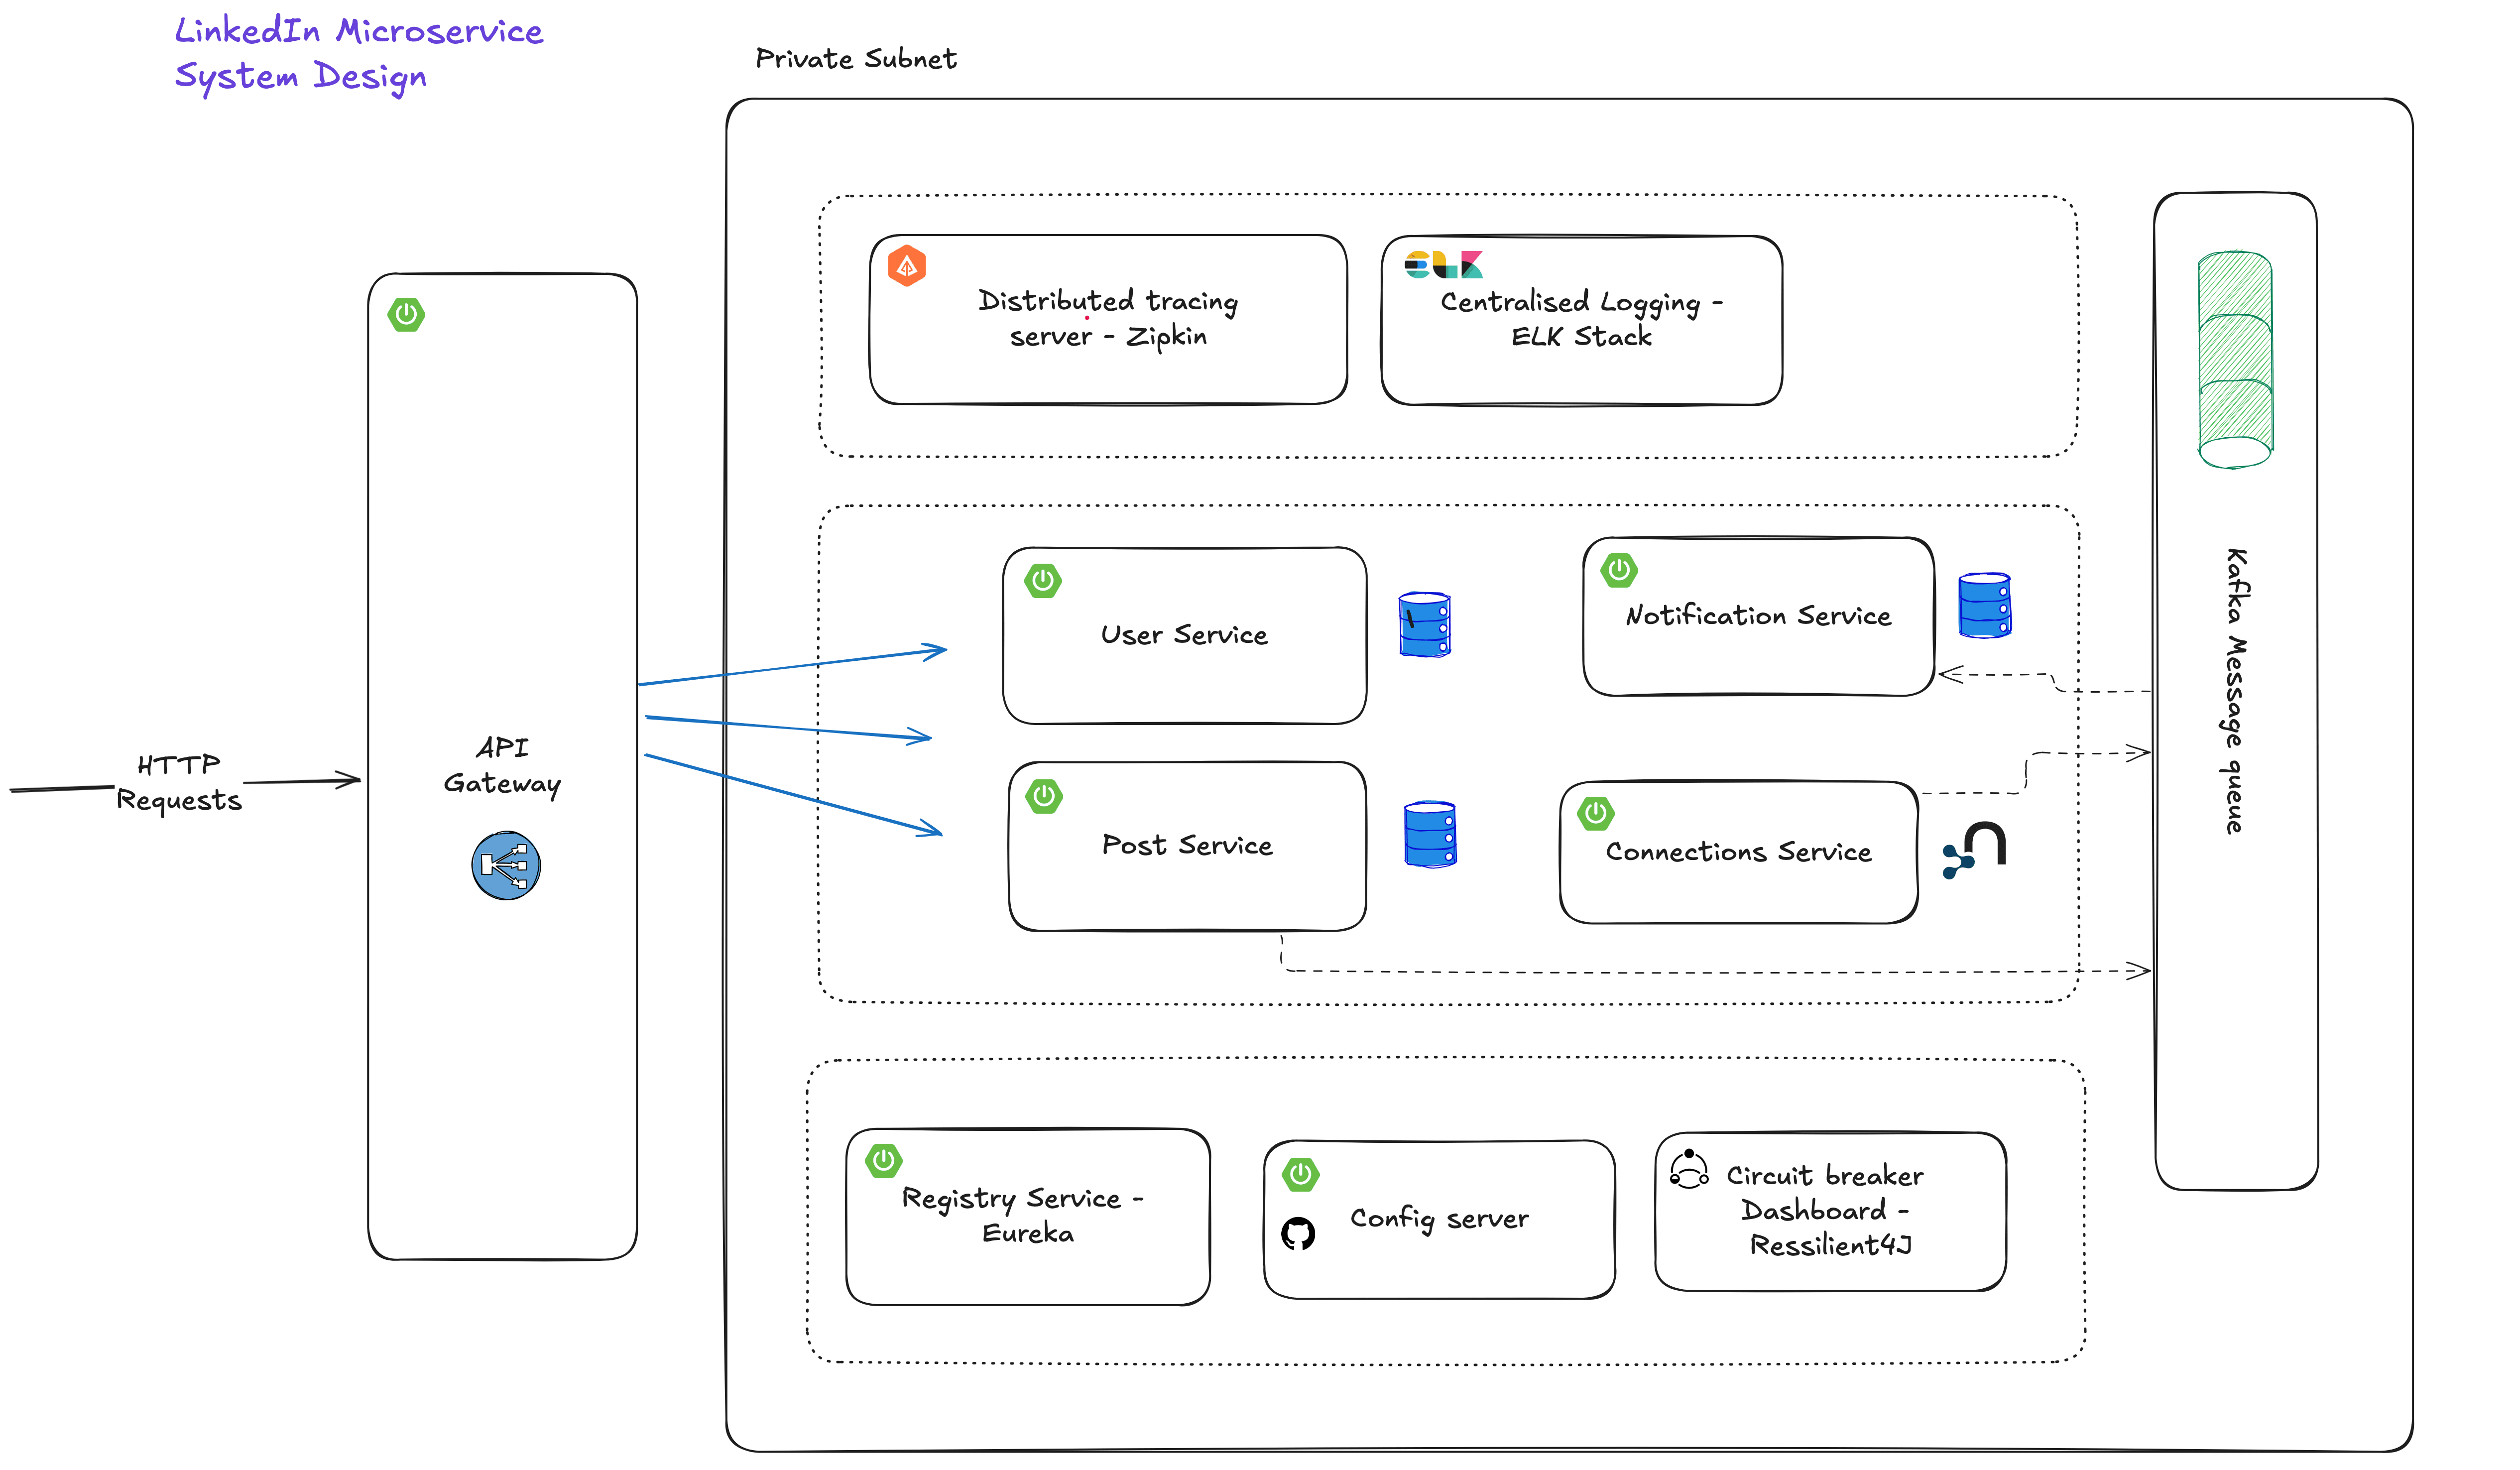 LinkedIn Microservice
System Design
Private Subnet
Distributed tracing
server - Zipkin
ELK
Centralised Logging -
ELK Stack
User Service
Notification Service
HTTP
Requests
API
Gateway
Post Service
Connections Service
Kafka Message queue
Registry Service -
Eureka
Config server
Circuit breaker
Dashboard -
Ressilient4J